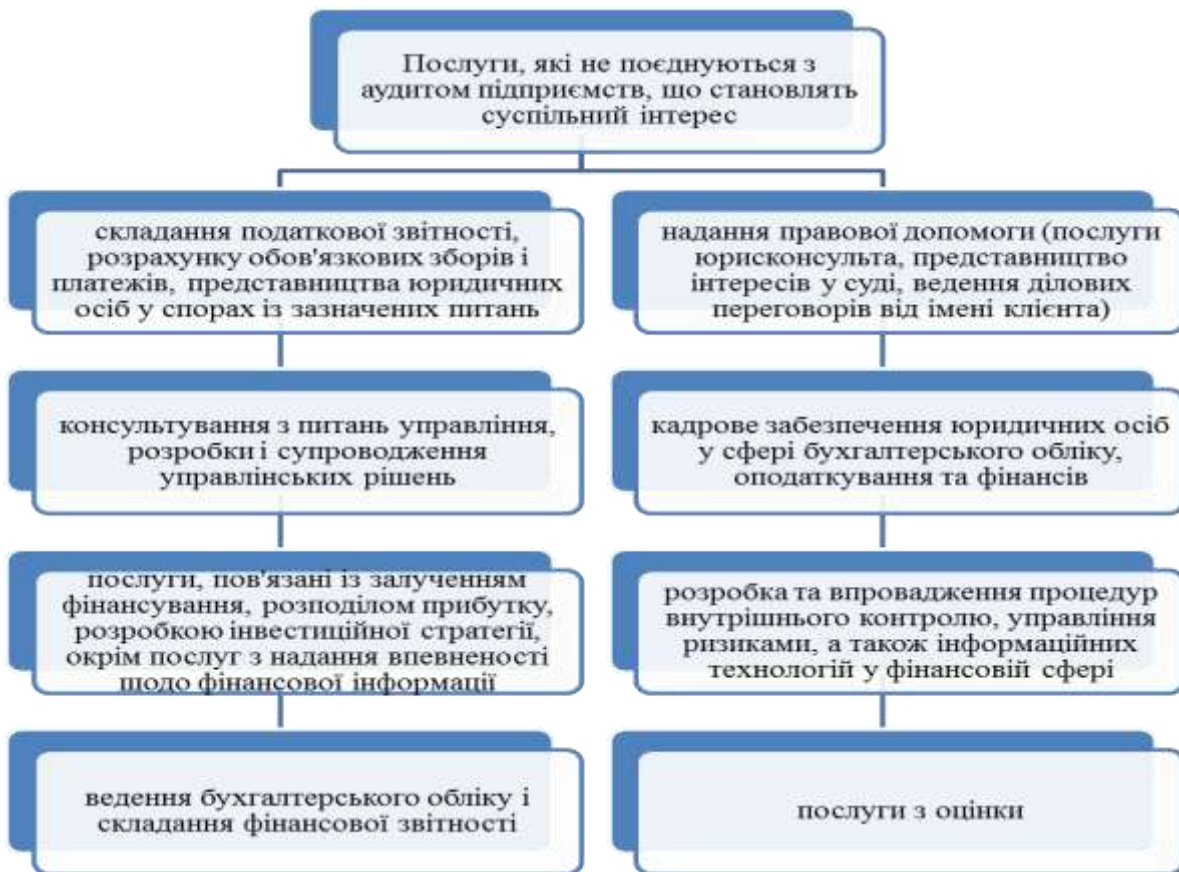 Послуги, які не поєднуються з
аудитом підприємств, що становлять
суспільний інтерес
складання податкової звітності,
розрахунку обов'язкових зборів і
платежів, представництва юридичних
осіб у спорах із зазначених питань
консультування з питань управління,
розробки і супроводження
управлінських рішень
послуги, пов'язані із залученням
фінансування, розподілом прибутку,
розробкою інвестиційної стратегії,
окрім послуг з надання впевненості
щодо фінансової інформації
ведення бухгалтерського обліку і
складання фінансової звітності
надання правової допомоги (послуги
юрисконсульта, представництво
інтересів у суді, ведення ділових
переговорів від імені клієнта)
кадрове забезпечення юридичних осіб
у сфері бухгалтерського обліку,
оподаткування та фінансів
розробка та впровадження процедур
внутрішнього контролю, управління
ризиками, а також інформаційних
технологій у фінансовій сфері
послуги з оцінки